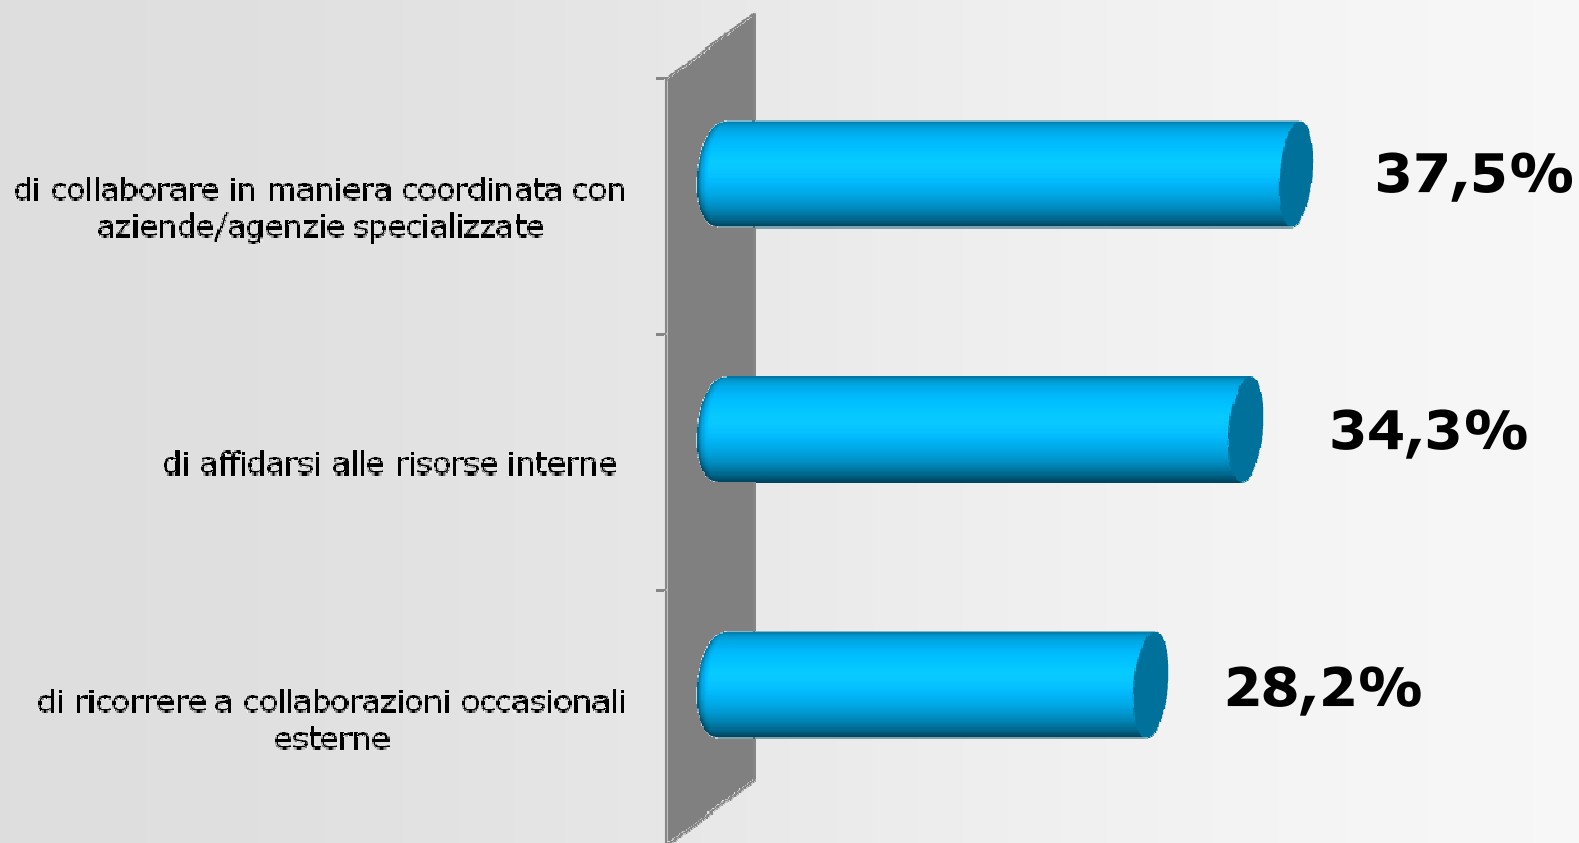 di collaborare in maniera coordinata con
aziende/agenzie specializzate
37,5%
di affidarsi alle risorse interne
34,3%
di ricorrere a collaborazioni occasionali
esterne
28,2%